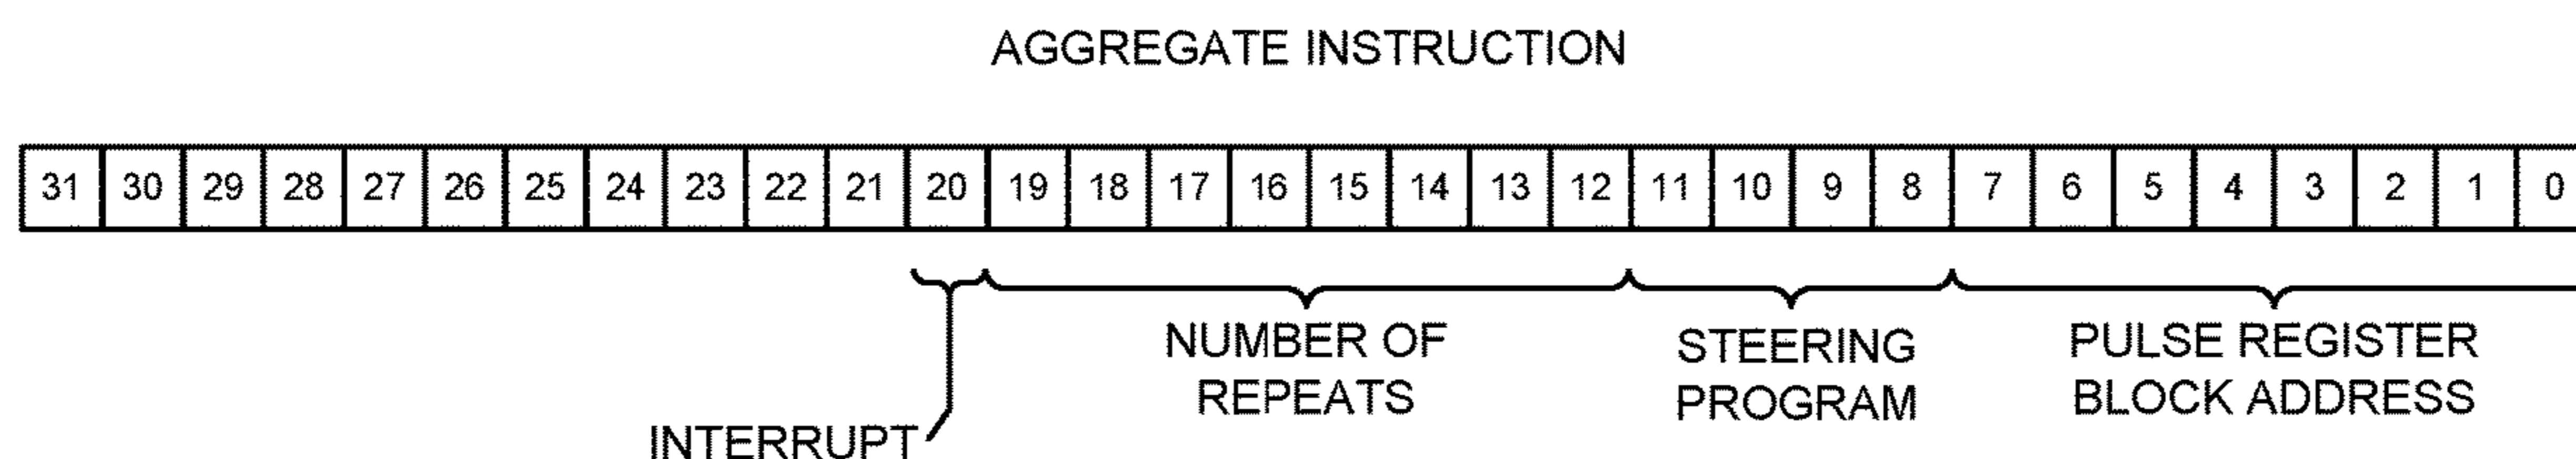 AGGREGATE INSTRUCTION
31 30 29 28 27 26 25 24 23 22 21 20 19 18 17 16 15 14 13 12 11 10 9 8 7 6 5 4 3 2 1 0
NUMBER OF
REPEATS
STEERING
PROGRAM
PULSE REGISTER
BLOCK ADDRESS
INTERRUPT